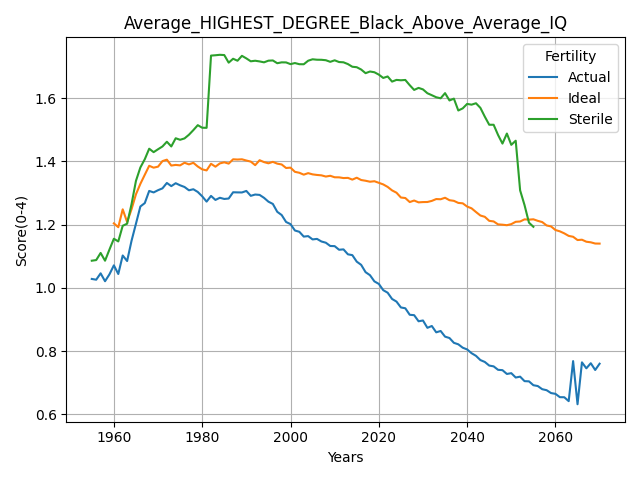 Average_HIGHEST_DEGREE_Black_Above_Average_IQ
Fertility
Actual
Ideal
Sterile
Score(0-4)
1.6
1.4
1.2
1.0
0.8
0.6
1960 1980 2000 2020 2040 2060
Years